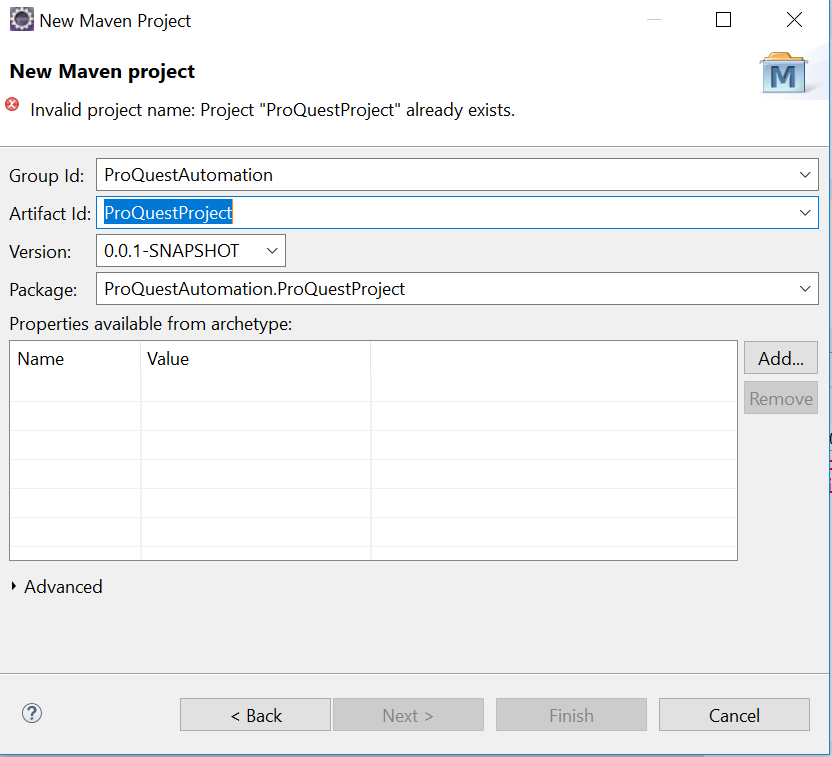 New Maven Project
New Maven project
M
Invalid project name: Project "ProQuestProject" already exists.
Group Id: ProQuestAutomation
Artifact Id: ProQuestProject
Version: 0.0.1-SNAPSHOT
Package: ProQuestAutomation.ProQuestProject
Properties available from archetype:
Name Value Add...
Remove
Advanced
? < Back Next > Finish Cancel